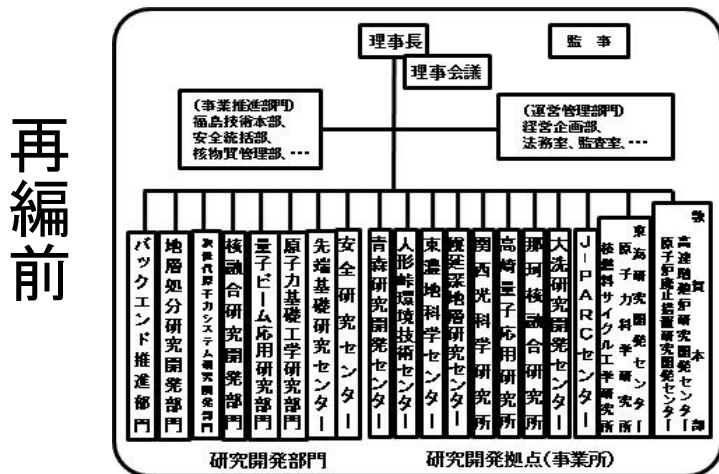 再編前
理事長
監事
理事会議
(事業推進部門)
福島技術本部、
安全統括部、
核物質管理部、…
(運営管理部門)
経営企画部、
法務室、監査室、…
バックエンド推進部門
地層処分研究開発部門
次世代原子力システム研究開発部門
核融合研究開発部門
量子ビーム応用研究部門
原子力基礎工学研究部門
先端基礎研究センター
安全研究センター
青森研究開発センター
人形峠環境技術センター
東濃地科学センター
幌延深地層研究センター
関西光科学研究所
高崎量子応用研究所
那珂核融合研究所
大洗研究開発センター
J-PARCセンター
東海研究開発センター
原子力科学研究所
核燃料サイクル工学研究所
敦賀本部
高速増殖炉研究開発センター
原子炉廃止措置研究開発センター
研究開発部門
研究開発拠点(事業所)